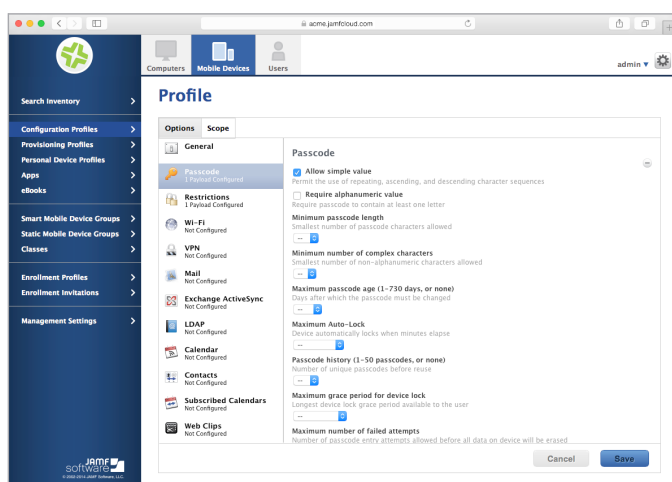 acme.jamfcloud.com
Computers
Mobile Devices
Users
admin
Profile
Search Inventory
Configuration Profiles
Provisioning Profiles
Personal Device Profiles
Apps
eBooks
Smart Mobile Device Groups
Static Mobile Device Groups
Classes
Enrollment Profiles
Enrollment Invitations
Management Settings
JAMF
software
© 2002-2014 JAMF Software, LLC.
Options
Scope
General
Passcode
1 Payload Configured
Restrictions
1 Payload Configured
Wi-Fi
Not Configured
VPN
Not Configured
Mail
Not Configured
Exchange ActiveSync
Not Configured
LDAP
Not Configured
Calendar
Not Configured
Contacts
Not Configured
Subscribed Calendars
Not Configured
Web Clips
Not Configured
Passcode
Allow simple value
Permit the use of repeating, ascending, and descending character sequences
Require alphanumeric value
Require passcode to contain at least one letter
Minimum passcode length
Smallest number of passcode characters allowed
--
Minimum number of complex characters
Smallest number of non-alphanumeric characters allowed
--
Maximum passcode age (1-730 days, or none)
Days after which the passcode must be changed
--
Maximum Auto-Lock
Device automatically locks when minutes elapse
--
Passcode history (1-50 passcodes, or none)
Number of unique passcodes before reuse
--
Maximum grace period for device lock
Longest device lock grace period available to the user
--
Maximum number of failed attempts
Number of passcode entry attempts allowed before all data on device will be erased
Cancel
Save